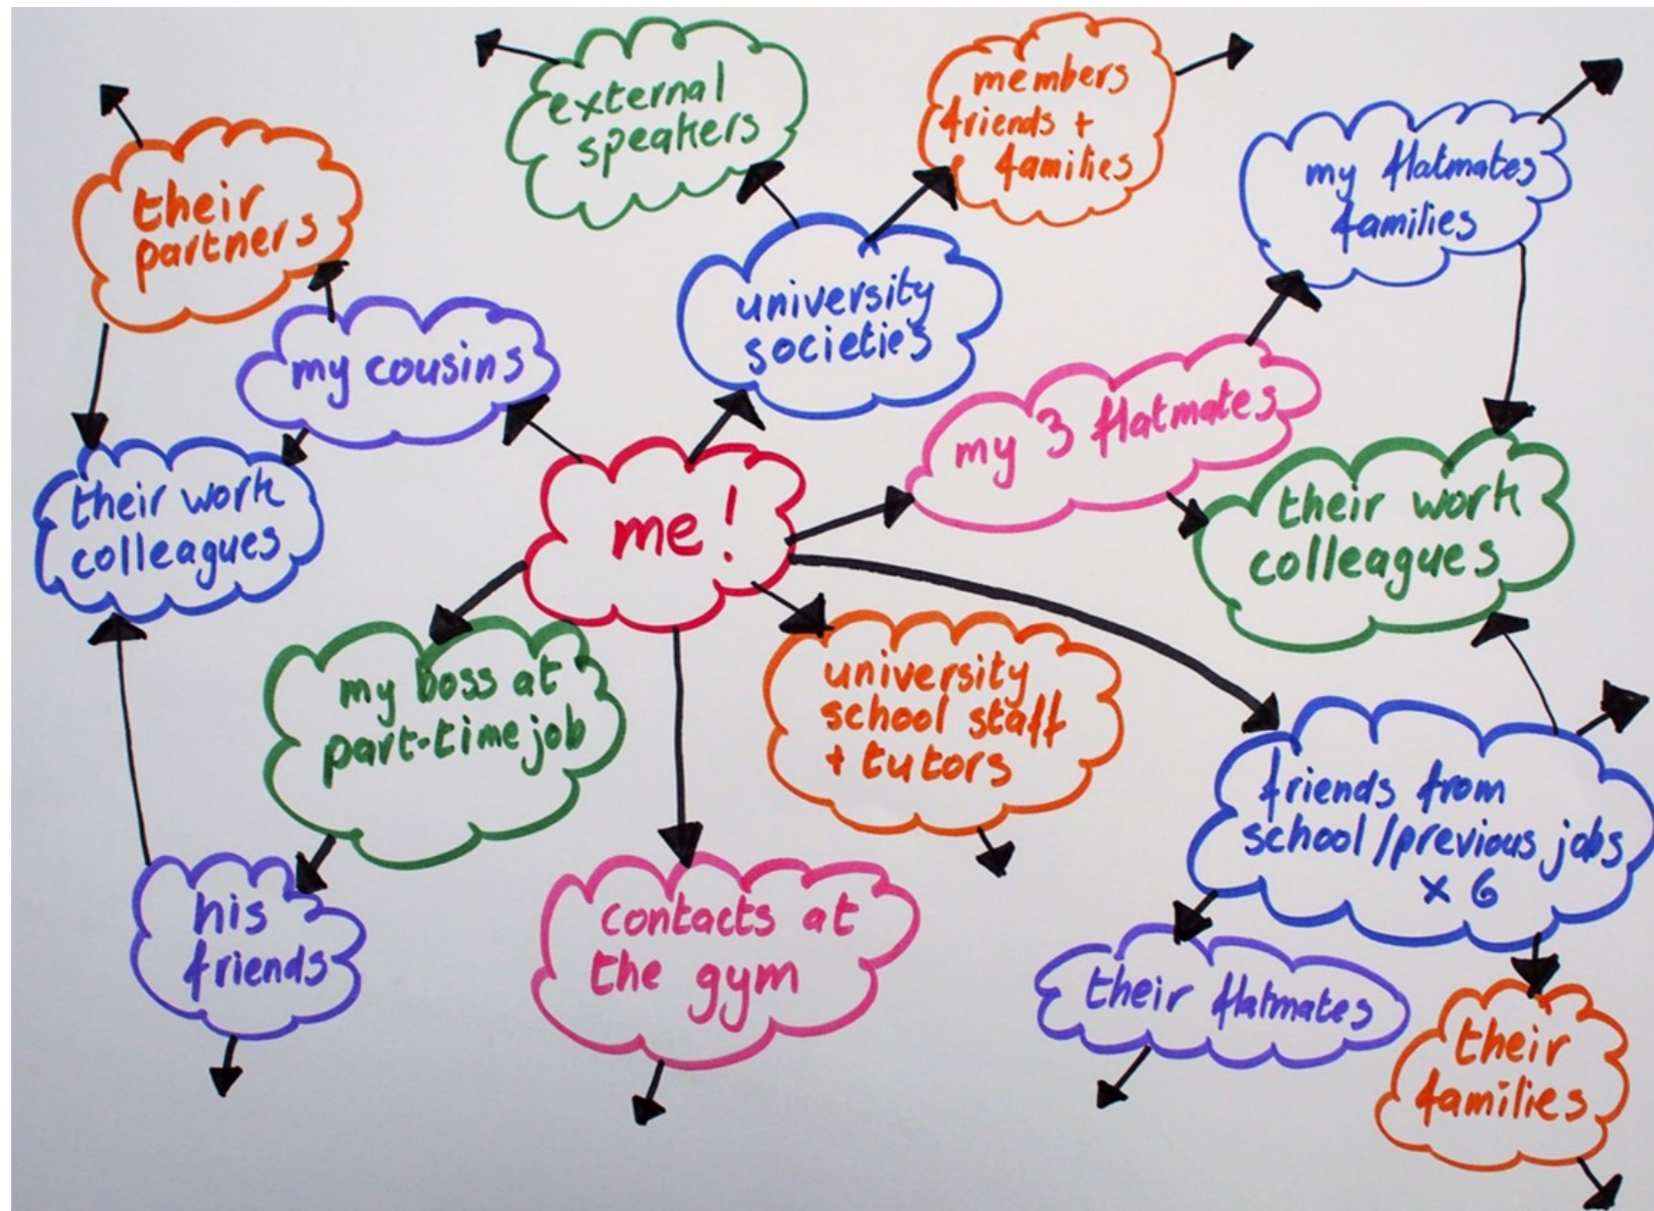 external
speakers
members
friends +
families
my flatmates
families
their
partners
university
societies
my cousins
my 3 flatmates
their work
colleagues
me!
their work
colleagues
my boss at
part-time job
university
school staff
+ tutors
friends from
school/previous jobs
x 6
his
friends
contacts at
the gym
their flatmates
their
families